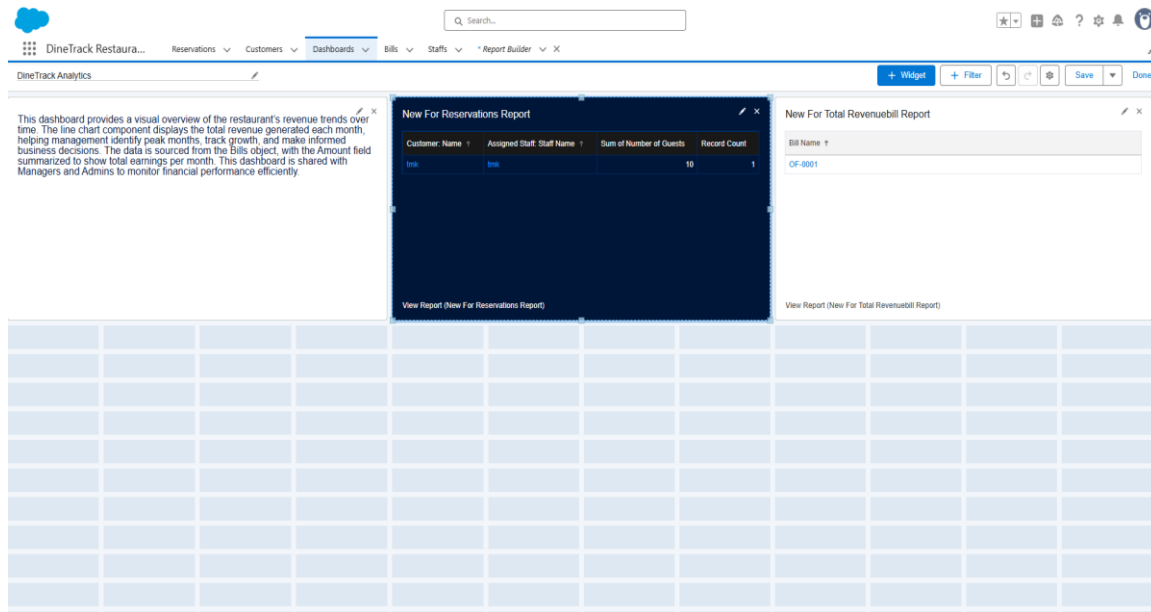 Search...
DineTrack Restaura...
Reservations
Customers
Dashboards
Bills
Staffs
* Report Builder
DineTrack Analytics
+ Widget
+ Filter
Save
Done
This dashboard provides a visual overview of the restaurant's revenue trends over
time. The line chart component displays the total revenue generated each month,
helping management identify peak months, track growth, and make informed
business decisions. The data is sourced from the Bills object, with the Amount field
summarized to show total earnings per month. This dashboard is shared with
Managers and Admins to monitor financial performance efficiently.
New For Reservations Report
Customer: Name ↑ Assigned Staff: Staff Name ↑ Sum of Number of Guests Record Count
tmk tmk 10 1
View Report (New For Reservations Report)
New For Total Revenuebill Report
Bill Name ↑
OF-0001
View Report (New For Total Revenuebill Report)